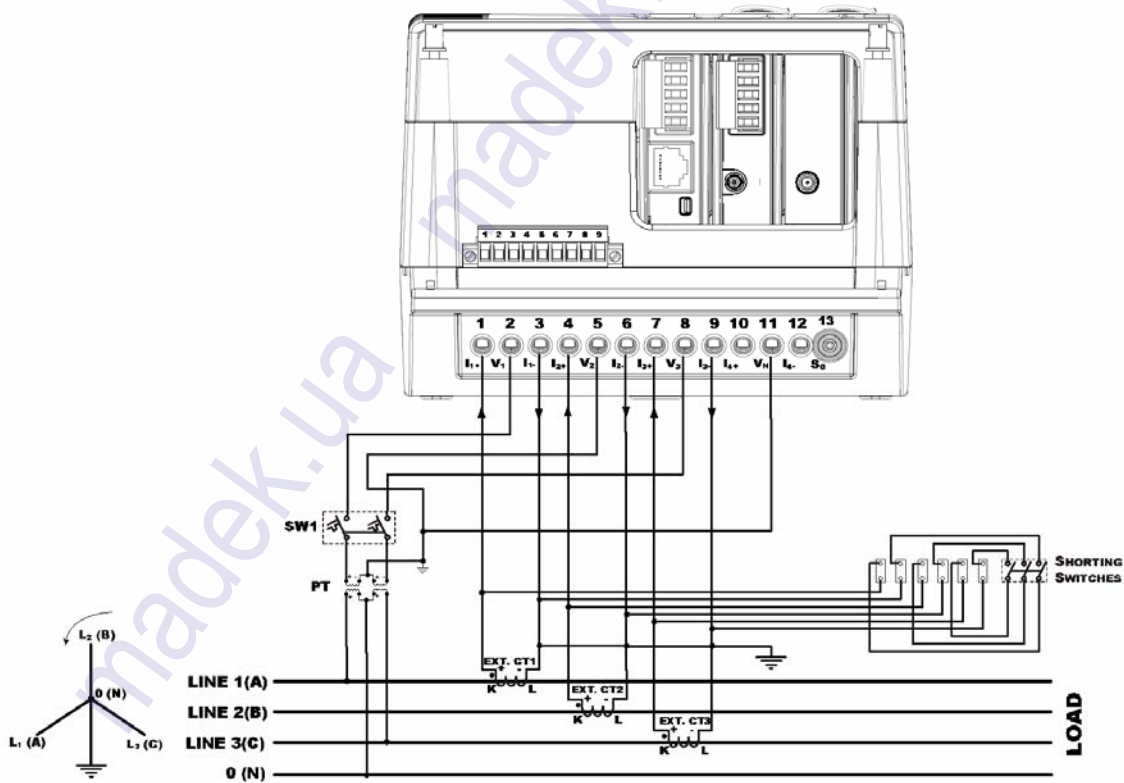 1 2 3 4 5 6 7 8 9
1 2 3 4 5 6 7 8 9 10 11 12 13
I₁+ V₁ I₁- I₂+ V₂ I₂- I₃+ V₃ I₃- I₄+ Vɴ I₄- S₀
SW1
PT
SHORTING
SWITCHES
L₂ (B)
0 (N)
L₁ (A)
L₃ (C)
EXT. CT1
+ -
K L
EXT. CT2
+ -
K L
EXT. CT3
+ -
K L
LINE 1(A)
LINE 2(B)
LINE 3(C)
0 (N)
LOAD
madek.ua
madek.ua